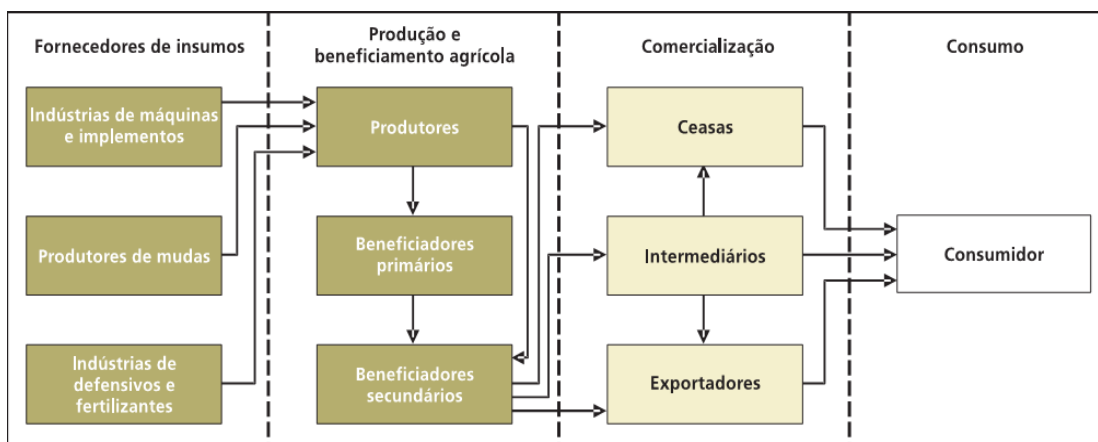 Fornecedores de insumos
Produção e
beneficiamento agrícola
Comercialização
Consumo
Indústrias de máquinas
e implementos
Produtores
Ceasas
Produtores de mudas
Beneficiadores
primários
Intermediários
Consumidor
Indústrias de
defensivos e
fertilizantes
Beneficiadores
secundários
Exportadores